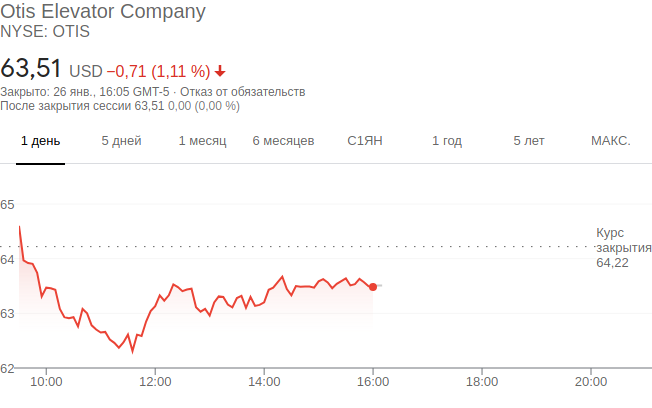 Otis Elevator Company
NYSE: OTIS
63,51 USD −0,71 (1,11 %)
Закрыто: 26 янв., 16:05 GMT-5 · Отказ от обязательств
После закрытия сессии 63,51 0,00 (0,00 %)
1 день 5 дней 1 месяц 6 месяцев С1ЯН 1 год 5 лет МАКС.
65
Курс
закрытия
64,22
64
63
62
10:00 12:00 14:00 16:00 18:00 20:00